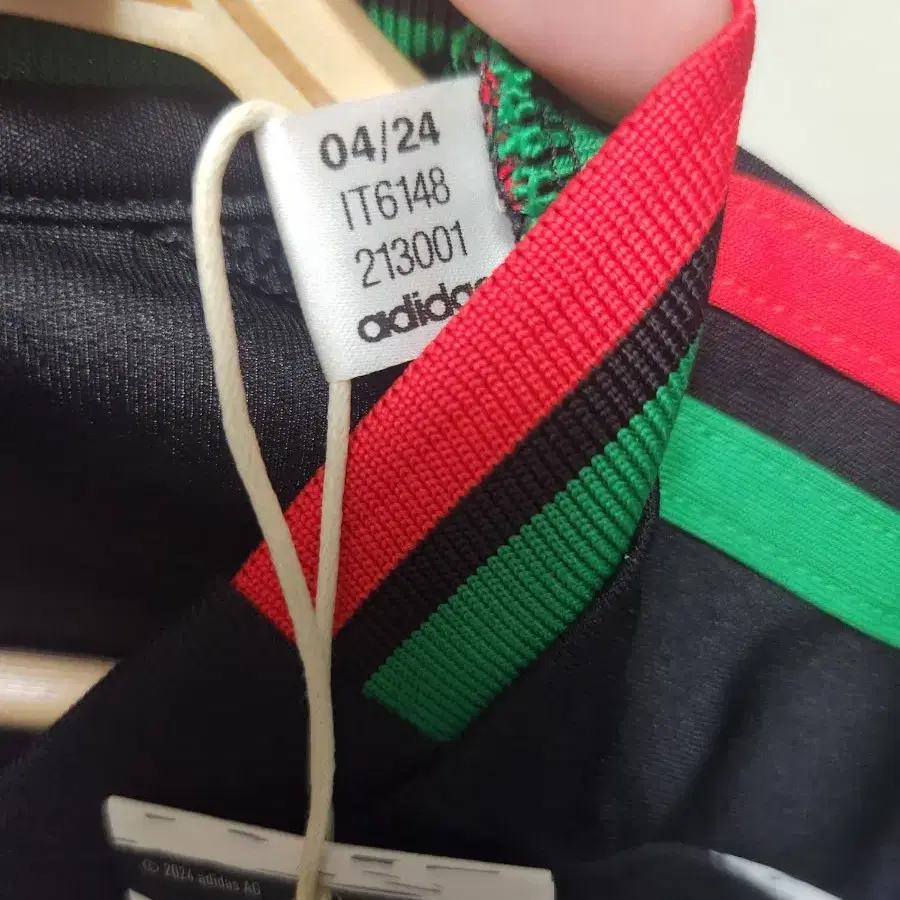 04/24
IT6148
213001
adidas
© 2024 adidas AG